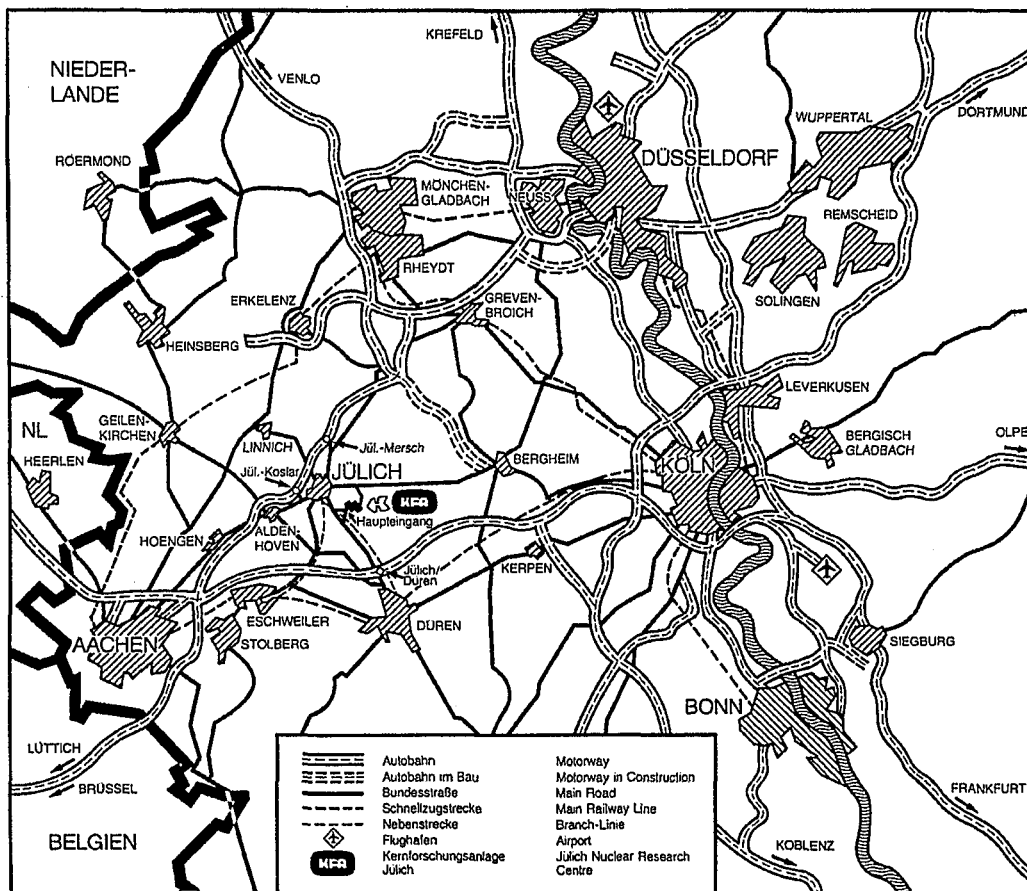 KREFELD
NIEDER-
LANDE
VENLO
DORTMUND
WUPPERTAL
ROERMOND
DÜSSELDORF
MÖNCHEN-
GLADBACH
NEUSS
REMSCHEID
RHEYDT
SOLINGEN
ERKELENZ
GREVEN-
BROICH
HEINSBERG
LEVERKUSEN
GEILEN-
KIRCHEN
NL
LINNICH
Jül.-Mersch
BERGISCH
GLADBACH
OLPE
HEERLEN
Jül.-Koslar
JÜLICH
BERGHEIM
KÖLN
KFA
Haupteingang
HOENGEN
ALDEN-
HOVEN
Jülich/
Düren
KERPEN
ESCHWEILER
DÜREN
AACHEN
STOLBERG
SIEGBURG
BONN
LÜTTICH
BRÜSSEL
FRANKFURT
BELGIEN
KOBLENZ
Autobahn Motorway
Autobahn im Bau Motorway in Construction
Bundesstraße Main Road
Schnellzugstrecke Main Railway Line
Nebenstrecke Branch-Linie
Flughafen Airport
KFA Kernforschungsanlage Jülich Nuclear Research
Jülich Centre